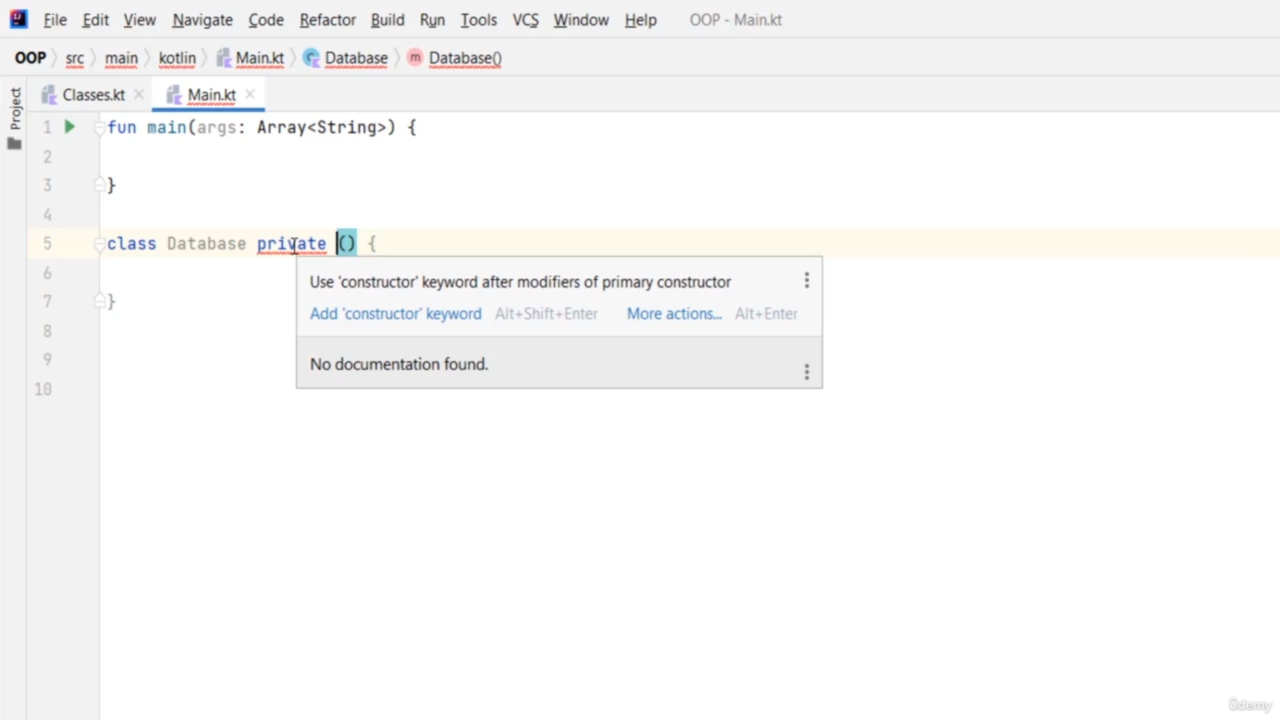 File Edit View Navigate Code Refactor Build Run Tools VCS Window Help OOP - Main.kt
OOP src main kotlin Main.kt Database m Database()
Project
Classes.kt Main.kt
1 fun main(args: Array<String>) {
2
3 }
4
5 class Database private () {
6
7 }
8
9
10
Use 'constructor' keyword after modifiers of primary constructor
Add 'constructor' keyword Alt+Shift+Enter More actions... Alt+Enter
No documentation found.
ûdemy